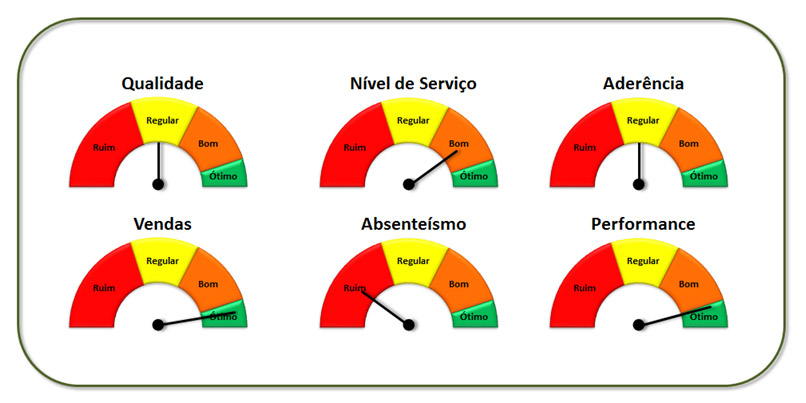 Qualidade
Nível de Serviço
Aderência
Ruim
Regular
Bom
Ótimo
Ruim
Regular
Bom
Ótimo
Ruim
Regular
Bom
Ótimo
Vendas
Absenteísmo
Performance
Ruim
Regular
Bom
Ótimo
Ruim
Regular
Bom
Ótimo
Ruim
Regular
Bom
Ótimo